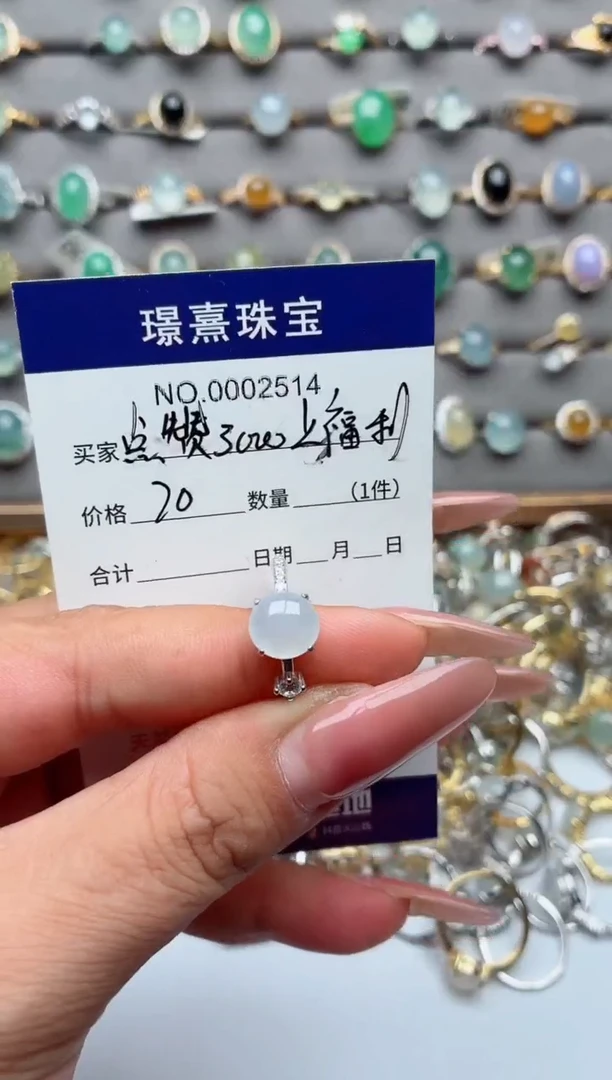 璟熹珠宝
NO.0002514
买家 点赞3000上福利
价格 20 数量 (1件)
合计 日期 月 日